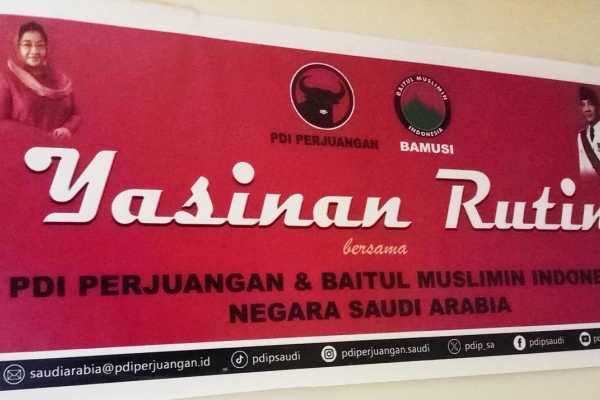 PDI PERJUANGAN
BAITUL MUSLIMIN
INDONESIA
BAMUSI
Yasinan Rutin
bersama
PDI PERJUANGAN & BAITUL MUSLIMIN INDONE
NEGARA SAUDI ARABIA
saudiarabia@pdiperjuangan.id pdipsaudi pdiperjuangan.saudi pdip_sa pdipsaudi